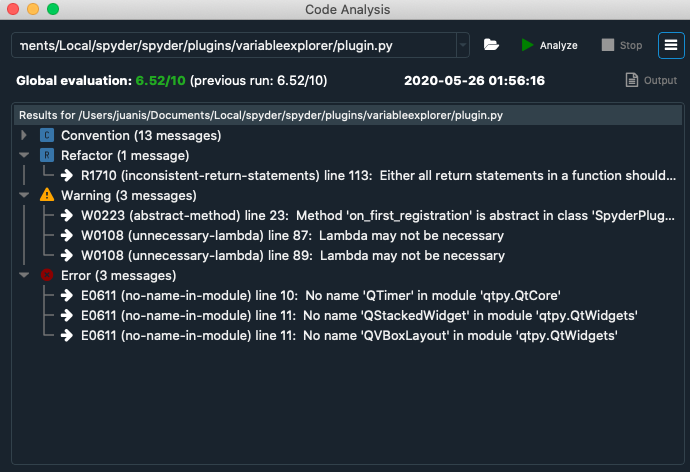 Code Analysis
nents/Local/spyder/spyder/plugins/variableexplorer/plugin.py Analyze Stop
Global evaluation: 6.52/10 (previous run: 6.52/10) 2020-05-26 01:56:16 Output
Results for /Users/juanis/Documents/Local/spyder/spyder/plugins/variableexplorer/plugin.py
C Convention (13 messages)
R Refactor (1 message)
R1710 (inconsistent-return-statements) line 113: Either all return statements in a function should...
Warning (3 messages)
W0223 (abstract-method) line 23: Method 'on_first_registration' is abstract in class 'SpyderPlug...
W0108 (unnecessary-lambda) line 87: Lambda may not be necessary
W0108 (unnecessary-lambda) line 89: Lambda may not be necessary
Error (3 messages)
E0611 (no-name-in-module) line 10: No name 'QTimer' in module 'qtpy.QtCore'
E0611 (no-name-in-module) line 11: No name 'QStackedWidget' in module 'qtpy.QtWidgets'
E0611 (no-name-in-module) line 11: No name 'QVBoxLayout' in module 'qtpy.QtWidgets'